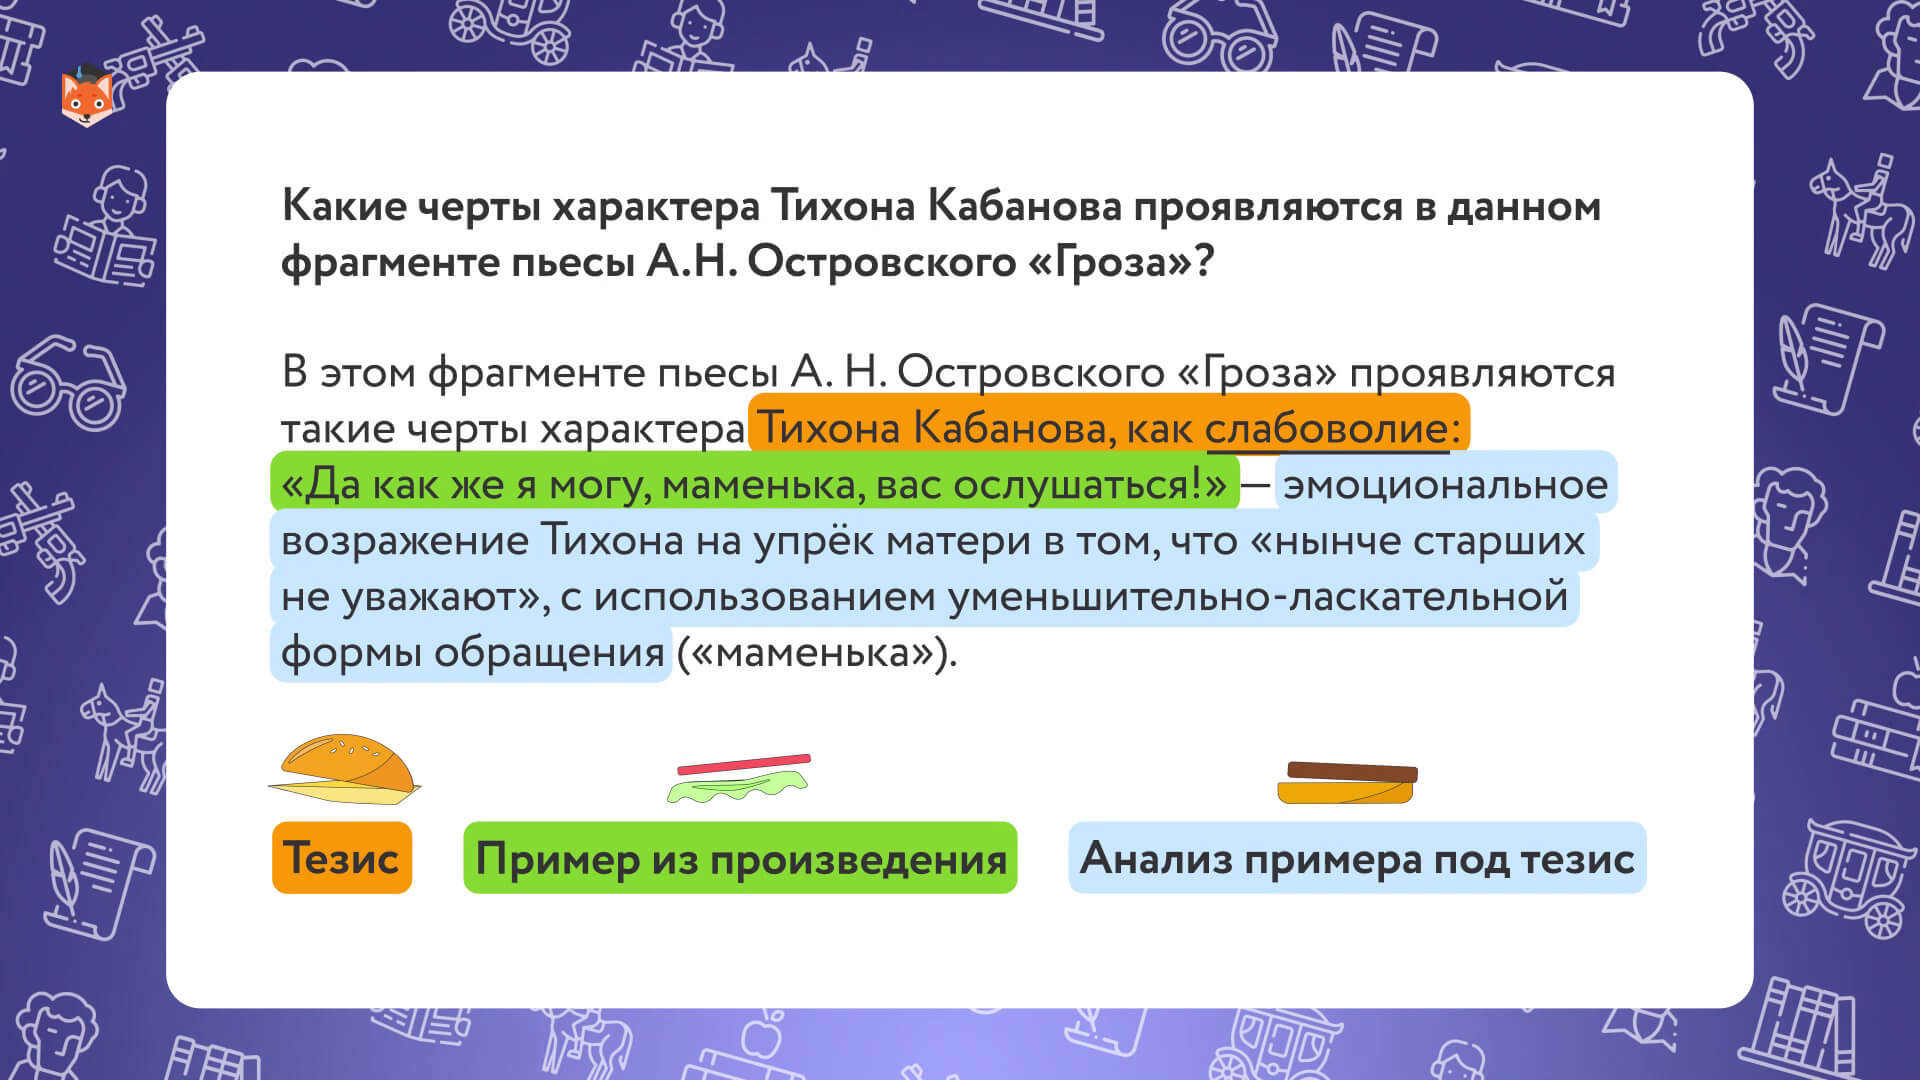 Какие черты характера Тихона Кабанова проявляются в данном
фрагменте пьесы А.Н. Островского «Гроза»?
В этом фрагменте пьесы А. Н. Островского «Гроза» проявляются
такие черты характера Тихона Кабанова, как слабоволие:
«Да как же я могу, маменька, вас ослушаться!» — эмоциональное
возражение Тихона на упрёк матери в том, что «нынче старших
не уважают», с использованием уменьшительно-ласкательной
формы обращения («маменька»).
Тезис
Пример из произведения
Анализ примера под тезис